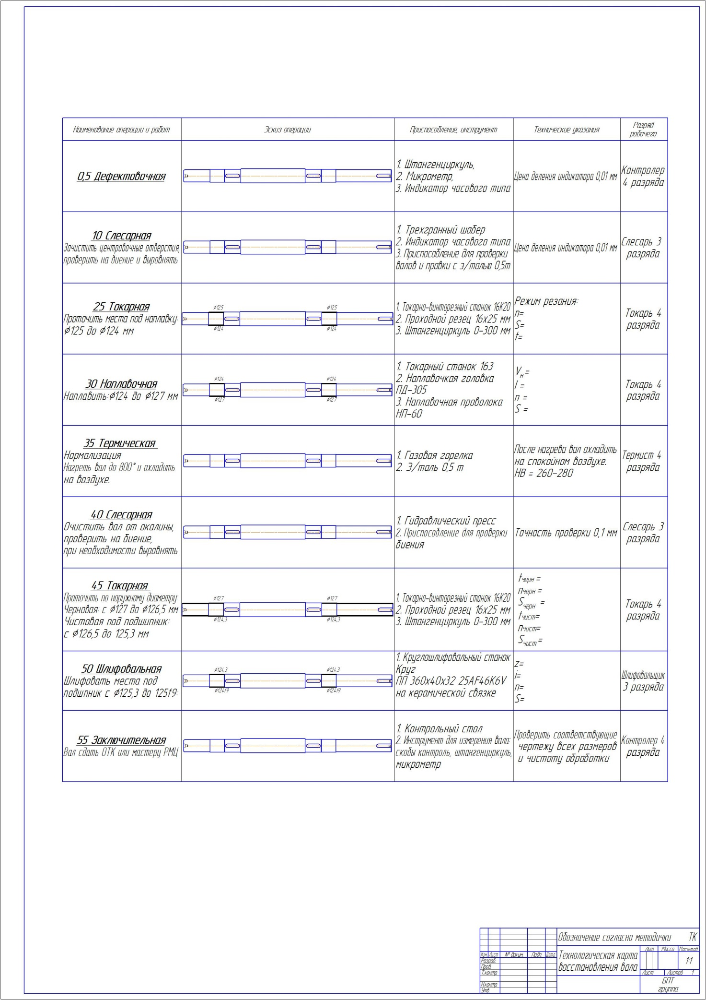 Наименование операции и работ
Эскиз операции
Приспособление, инструмент
Технические указания
Разряд
рабочего
0,5 Дефектовочная
1. Штангенциркуль,
2. Микрометр,
3. Индикатор часового типа
Цена деления индикатора 0,01 мм
Контролер
4 разряда
10 Слесарная
Зачистить центровочные отверстия,
проверить на биение и выровнять
1. Трехгранный шабер
2. Индикатор часового типа
3. Приспособление для проверки
валов и правки с э/талью 0,5т
Цена деления индикатора 0,01 мм
Слесарь 3
разряда
25 Токарная
Проточить места под наплавку:
⌀125 до ⌀124 мм
⌀125
⌀125
⌀124
⌀124
1. Токарно-винторезный станок 16К20
2. Проходной резец 16х25 мм
3. Штангенциркуль 0-300 мм
Режим резания:
n=
S=
t=
Токарь 4
разряда
30 Наплавочная
Наплавить:⌀124 до ⌀127 мм
⌀124
⌀124
⌀127
⌀127
1. Токарный станок 163
2. Наплавочкая головка
ПД-305
3. Наплавочная проволока
НП-60
Vн=
I =
n =
S =
Токарь 4
разряда
35 Термическая
Нормализация
Нагреть вал до 800° и охладить
на воздухе.
1. Газовая горелка
2. Э/таль 0,5 т
После нагрева вал охладить
на спокойном воздухе.
НВ = 260-280
Термист 4
разряда
40 Слесарная
Очистить вал от окалины,
проверить на биение,
при необходимости выровнять
1. Гидравлический пресс
2. Приспособление для проверки
биения
Точность проверки 0,1 мм
Слесарь 3
разряда
45 Токарная
Проточить по наружному диаметру:
Черновая: с ⌀127 до ⌀126,5 мм
Чистовая под подшипник:
с ⌀126,5 до 125,3 мм
⌀127
⌀127
⌀124,3
⌀124,3
1. Токарно-винторезный станок 16К20
2. Проходной резец 16х25 мм
3. Штангенциркуль 0-300 мм
tчерн =
nчерн =
Sчерн =
tчист=
nчист=
Sчист =
Токарь 4
разряда
50 Шлифовальная
Шлифовать места под
подшпник с ⌀125,3 до 125f9:
⌀124,3
⌀124,3
⌀124f9
⌀124f9
1. Круглошлифовальный станок
Круг
ПП 360х40х32 25AF46K6V
на керамической связке
z=
i=
n=
S=
Шлифовальщик
3 разряда
55 Заключительная
Вал сдать ОТК или мастеру РМЦ
1. Контрольный стол
2. Инструмент для измерения вала:
скобы контроль, штангенциркуль,
микрометр
Проверить соответствующие
чертежу всех размеров
и чистоту обработки
Контролер 4
разряда
Обозначение согласно методички ТК
Изм. Лист № докум. Подп. Дата
Разраб.
Пров.
Т.контр.
Н.контр.
Утв.
Технологическая карта
восстановления вала
Лит. Масса Масштаб
1:1
Лист Листов 1
БПТ
группа